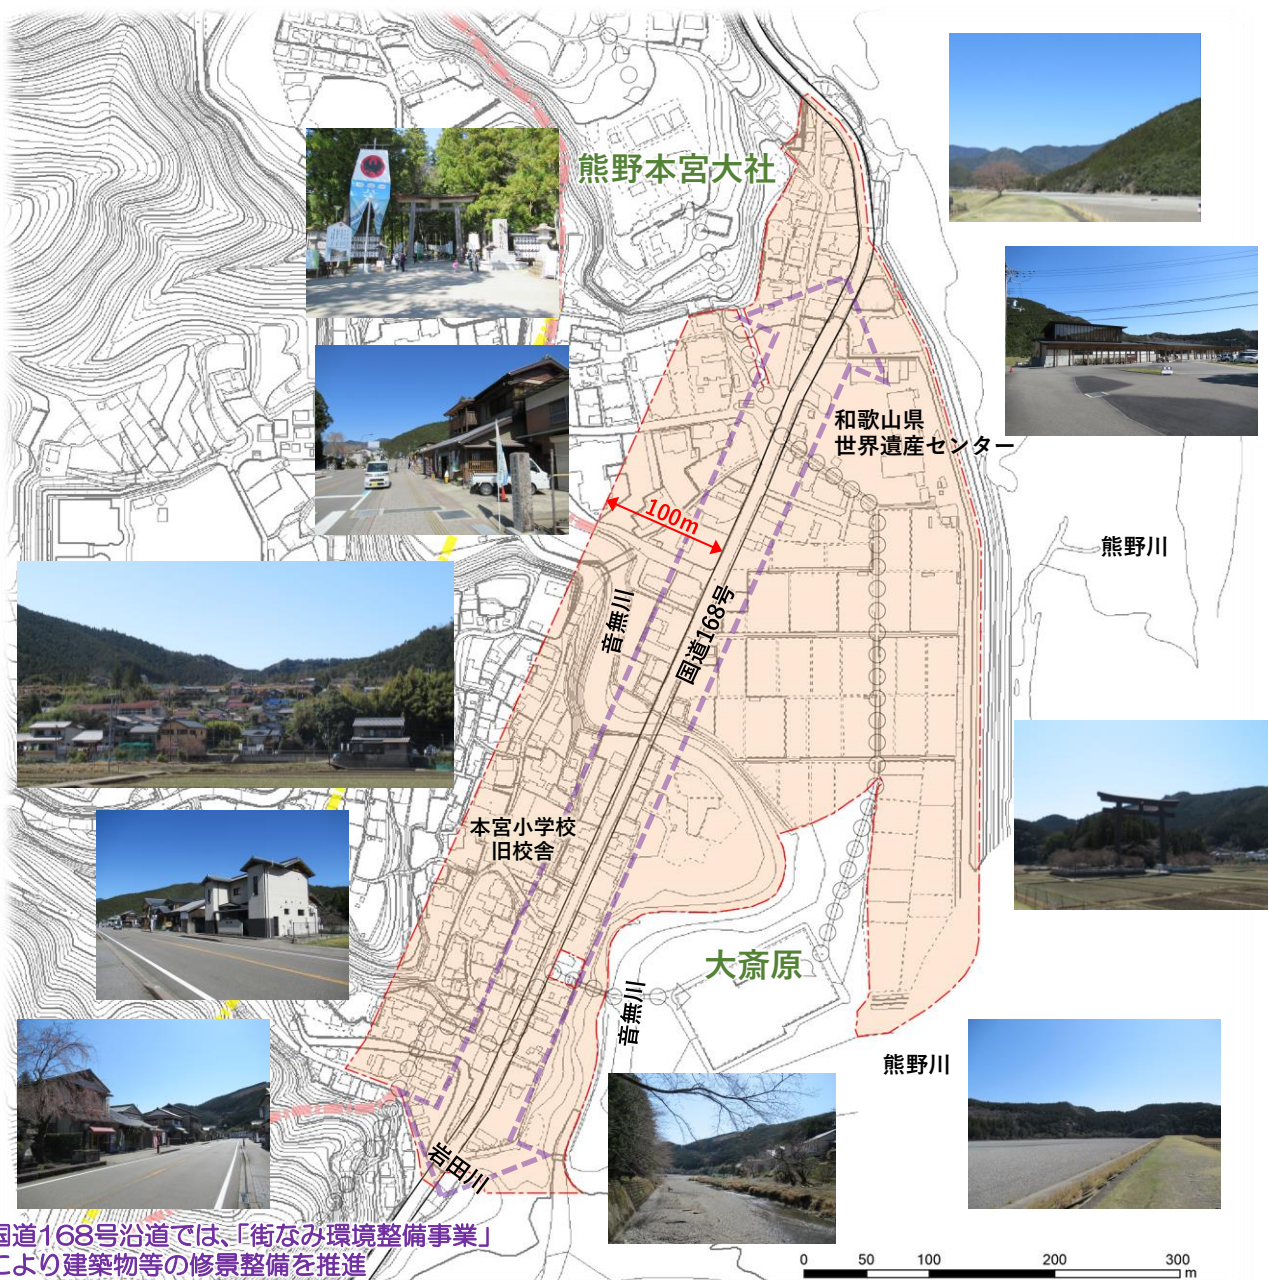 熊野本宮大社
和歌山県
世界遺産センター
100m
熊野川
音無川
国道168号
本宮小学校
旧校舎
大斎原
音無川
熊野川
岩田川
国道168号沿道では、「街なみ環境整備事業」
により建築物等の修景整備を推進
0 50 100 200 300
m